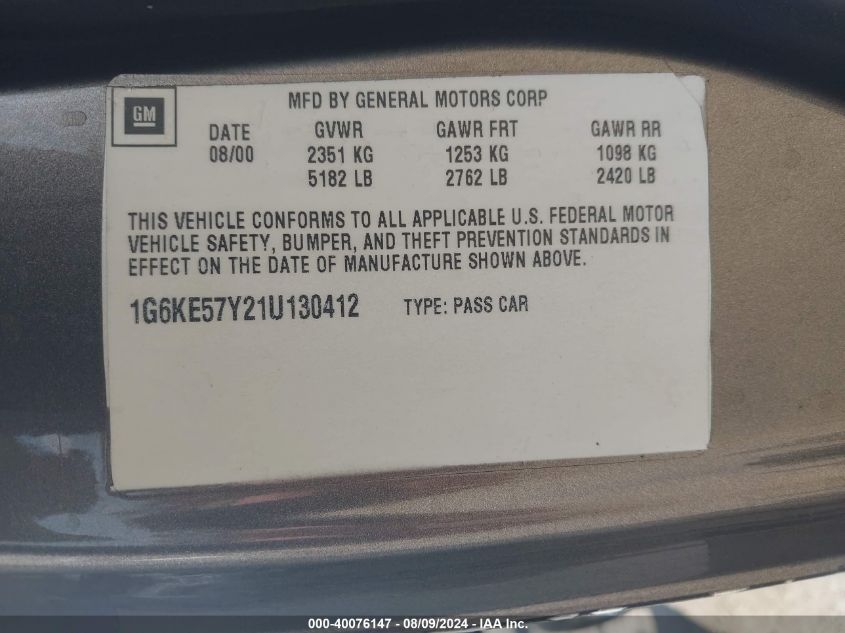 GM
MFD BY GENERAL MOTORS CORP
DATE GVWR GAWR FRT GAWR RR
08/00 2351 KG 1253 KG 1098 KG
5182 LB 2762 LB 2420 LB
THIS VEHICLE CONFORMS TO ALL APPLICABLE U.S. FEDERAL MOTOR
VEHICLE SAFETY, BUMPER, AND THEFT PREVENTION STANDARDS IN
EFFECT ON THE DATE OF MANUFACTURE SHOWN ABOVE.
1G6KE57Y21U130412 TYPE: PASS CAR
000-40076147 - 08/09/2024 - IAA Inc.